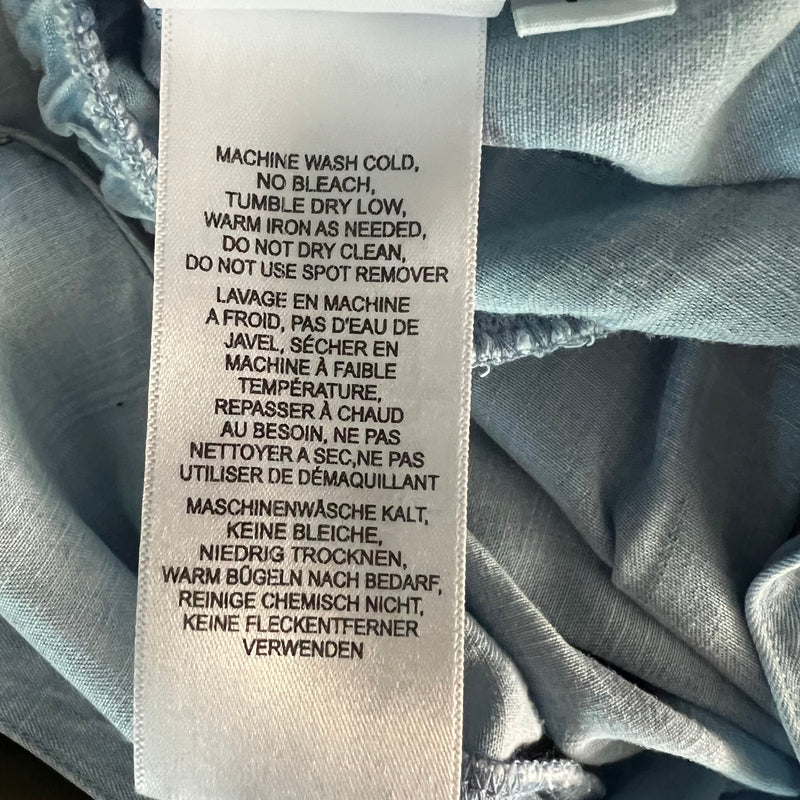 MACHINE WASH COLD,
NO BLEACH,
TUMBLE DRY LOW,
WARM IRON AS NEEDED,
DO NOT DRY CLEAN,
DO NOT USE SPOT REMOVER
LAVAGE EN MACHINE
A FROID, PAS D'EAU DE
JAVEL, SÉCHER EN
MACHINE À FAIBLE
TEMPÉRATURE,
REPASSER À CHAUD
AU BESOIN, NE PAS
NETTOYER A SEC,NE PAS
UTILISER DE DÉMAQUILLANT
MASCHINENWÄSCHE KALT,
KEINE BLEICHE,
NIEDRIG TROCKNEN,
WARM BÜGELN NACH BEDARF,
REINIGE CHEMISCH NICHT,
KEINE FLECKENTFERNER
VERWENDEN